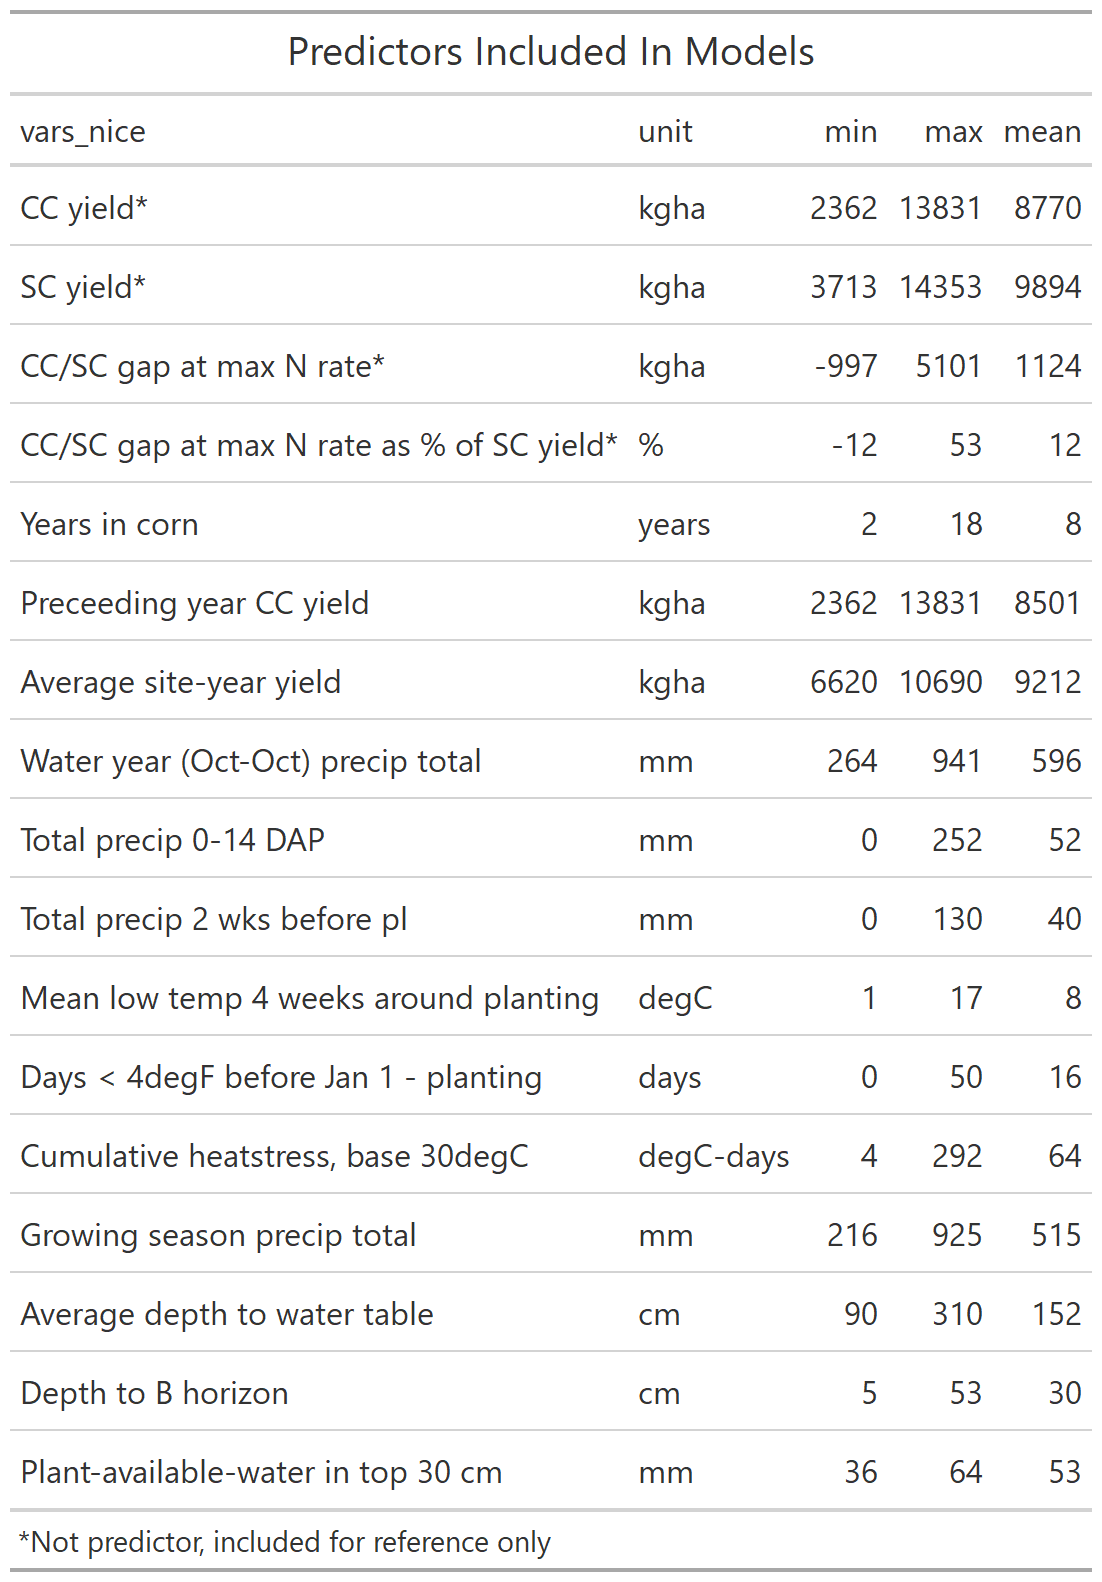 Predictors Included In Models
vars_nice unit min max mean
CC yield* kgha 2362 13831 8770
SC yield* kgha 3713 14353 9894
CC/SC gap at max N rate* kgha -997 5101 1124
CC/SC gap at max N rate as % of SC yield* % -12 53 12
Years in corn years 2 18 8
Preceeding year CC yield kgha 2362 13831 8501
Average site-year yield kgha 6620 10690 9212
Water year (Oct-Oct) precip total mm 264 941 596
Total precip 0-14 DAP mm 0 252 52
Total precip 2 wks before pl mm 0 130 40
Mean low temp 4 weeks around planting degC 1 17 8
Days < 4degF before Jan 1 - planting days 0 50 16
Cumulative heatstress, base 30degC degC-days 4 292 64
Growing season precip total mm 216 925 515
Average depth to water table cm 90 310 152
Depth to B horizon cm 5 53 30
Plant-available-water in top 30 cm mm 36 64 53
*Not predictor, included for reference only